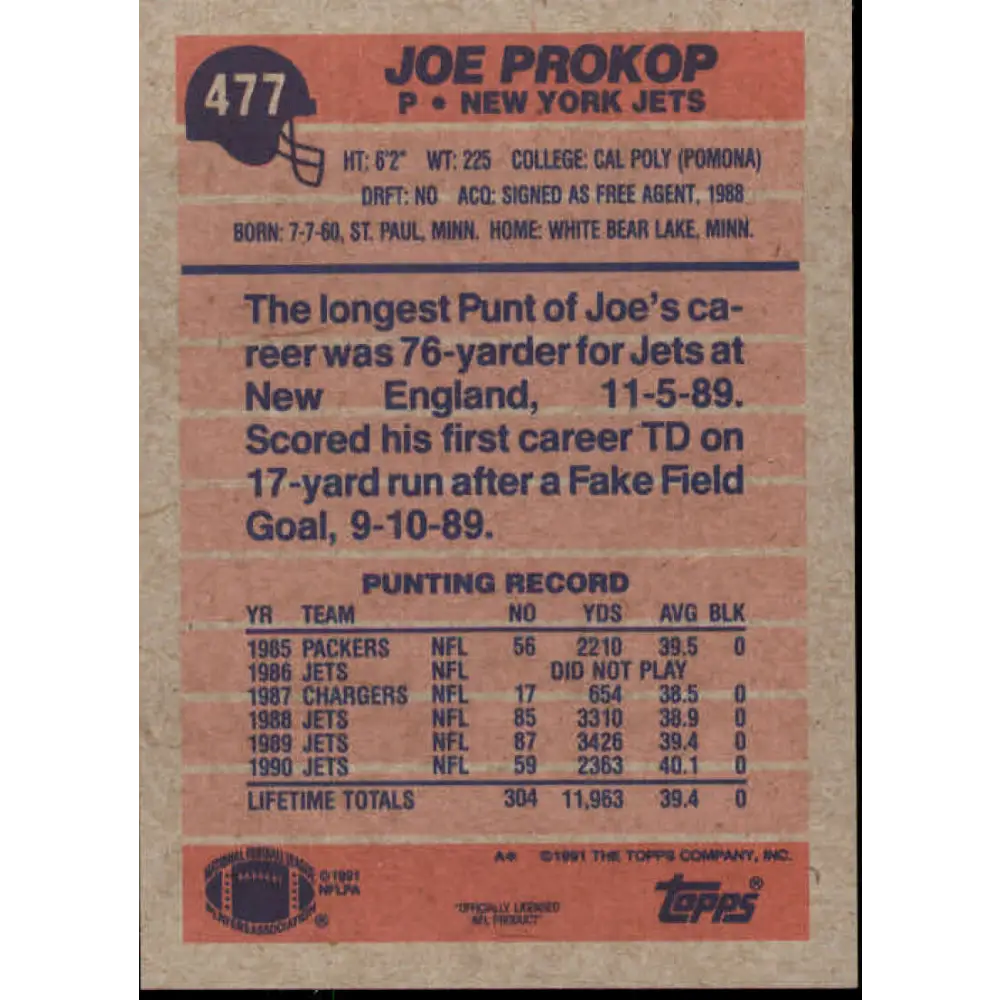 477
JOE PROKOP
P • NEW YORK JETS
HT: 6'2" WT: 225 COLLEGE: CAL POLY (POMONA)
DRFT: NO ACQ: SIGNED AS FREE AGENT, 1988
BORN: 7-7-60, ST. PAUL, MINN. HOME: WHITE BEAR LAKE, MINN.
The longest Punt of Joe's ca-
reer was 76-yarder for Jets at
New England, 11-5-89.
Scored his first career TD on
17-yard run after a Fake Field
Goal, 9-10-89.
PUNTING RECORD
YR TEAM NO YDS AVG BLK
1985 PACKERS NFL 56 2210 39.5 0
1986 JETS NFL DID NOT PLAY
1987 CHARGERS NFL 17 654 38.5 0
1988 JETS NFL 85 3310 38.9 0
1989 JETS NFL 87 3426 39.4 0
1990 JETS NFL 59 2363 40.1 0
LIFETIME TOTALS 304 11,963 39.4 0
A* ©1991 THE TOPPS COMPANY, INC.
NATIONAL FOOTBALL LEAGUE
PLAYERS ASSOCIATION ®
©1991
NFLPA
"OFFICIALLY LICENSED
NFL PRODUCT"
topps®